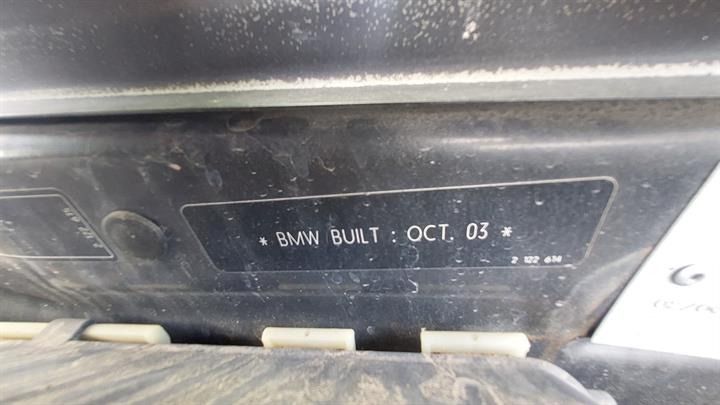 * BMW BUILT : OCT. 03 *
2 122 614